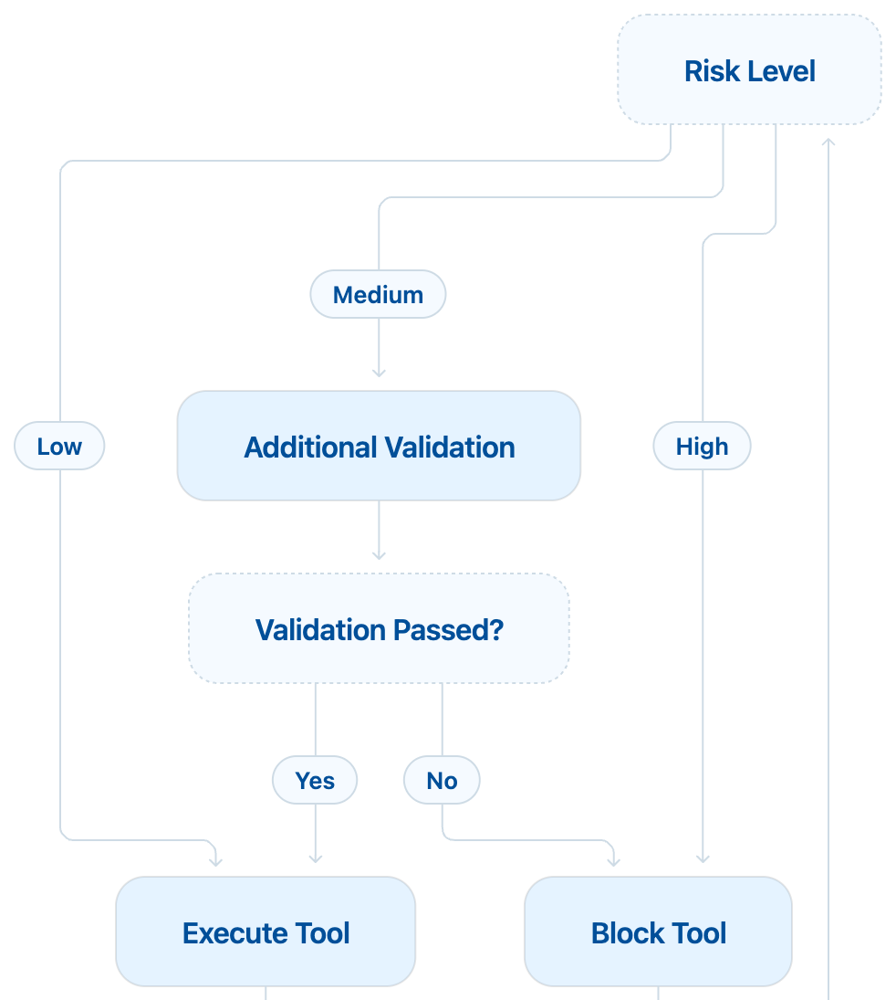 Risk Level
Medium
Low
Additional Validation
High
Validation Passed?
Yes
No
Execute Tool
Block Tool